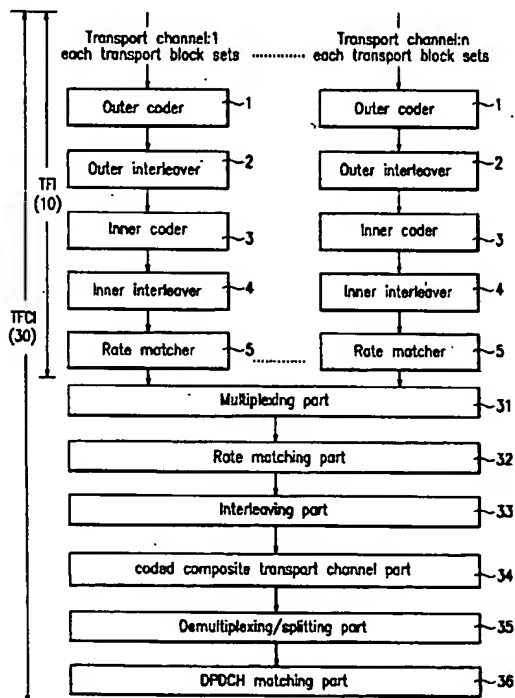 Transport channel:1
each transport block sets
Transport channel:n
each transport block sets
Outer coder
1
Outer coder
1
Outer interleaver
2
Outer interleaver
2
TFI
(10)
Inner coder
3
Inner coder
3
Inner interleaver
4
Inner interleaver
4
TFCI
(30)
Rate matcher
5
Rate matcher
5
Multiplexing part
31
Rate matching part
32
Interleaving part
33
coded composite transport channel part
34
Demultiplexing/splitting part
35
DPDCH matching part
36